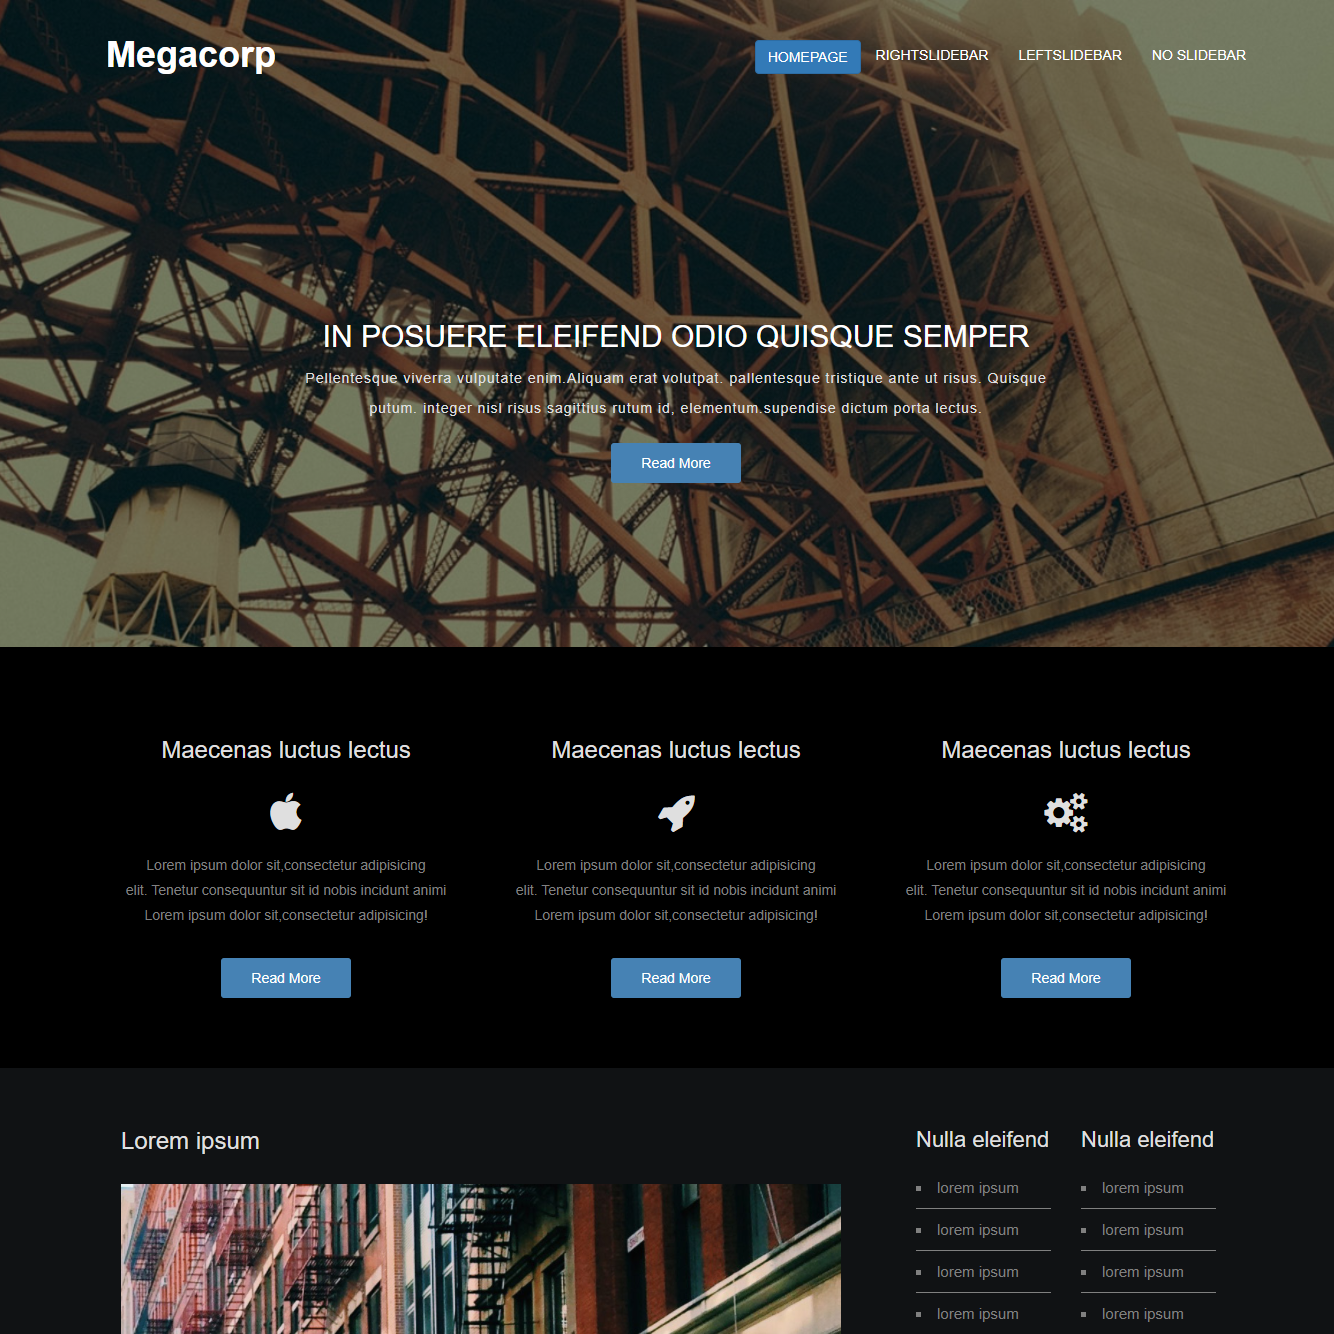 Megacorp
HOMEPAGE
RIGHTSLIDEBAR
LEFTSLIDEBAR
NO SLIDEBAR
IN POSUERE ELEIFEND ODIO QUISQUE SEMPER
Pellentesque viverra vulputate enim.Aliquam erat volutpat. pallentesque tristique ante ut risus. Quisque
putum. integer nisl risus sagittius rutum id, elementum.supendise dictum porta lectus.
Read More
Maecenas luctus lectus
Lorem ipsum dolor sit,consectetur adipisicing
elit. Tenetur consequuntur sit id nobis incidunt animi
Lorem ipsum dolor sit,consectetur adipisicing!
Read More
Maecenas luctus lectus
Lorem ipsum dolor sit,consectetur adipisicing
elit. Tenetur consequuntur sit id nobis incidunt animi
Lorem ipsum dolor sit,consectetur adipisicing!
Read More
Maecenas luctus lectus
Lorem ipsum dolor sit,consectetur adipisicing
elit. Tenetur consequuntur sit id nobis incidunt animi
Lorem ipsum dolor sit,consectetur adipisicing!
Read More
Lorem ipsum
Nulla eleifend
lorem ipsum
lorem ipsum
lorem ipsum
lorem ipsum
Nulla eleifend
lorem ipsum
lorem ipsum
lorem ipsum
lorem ipsum